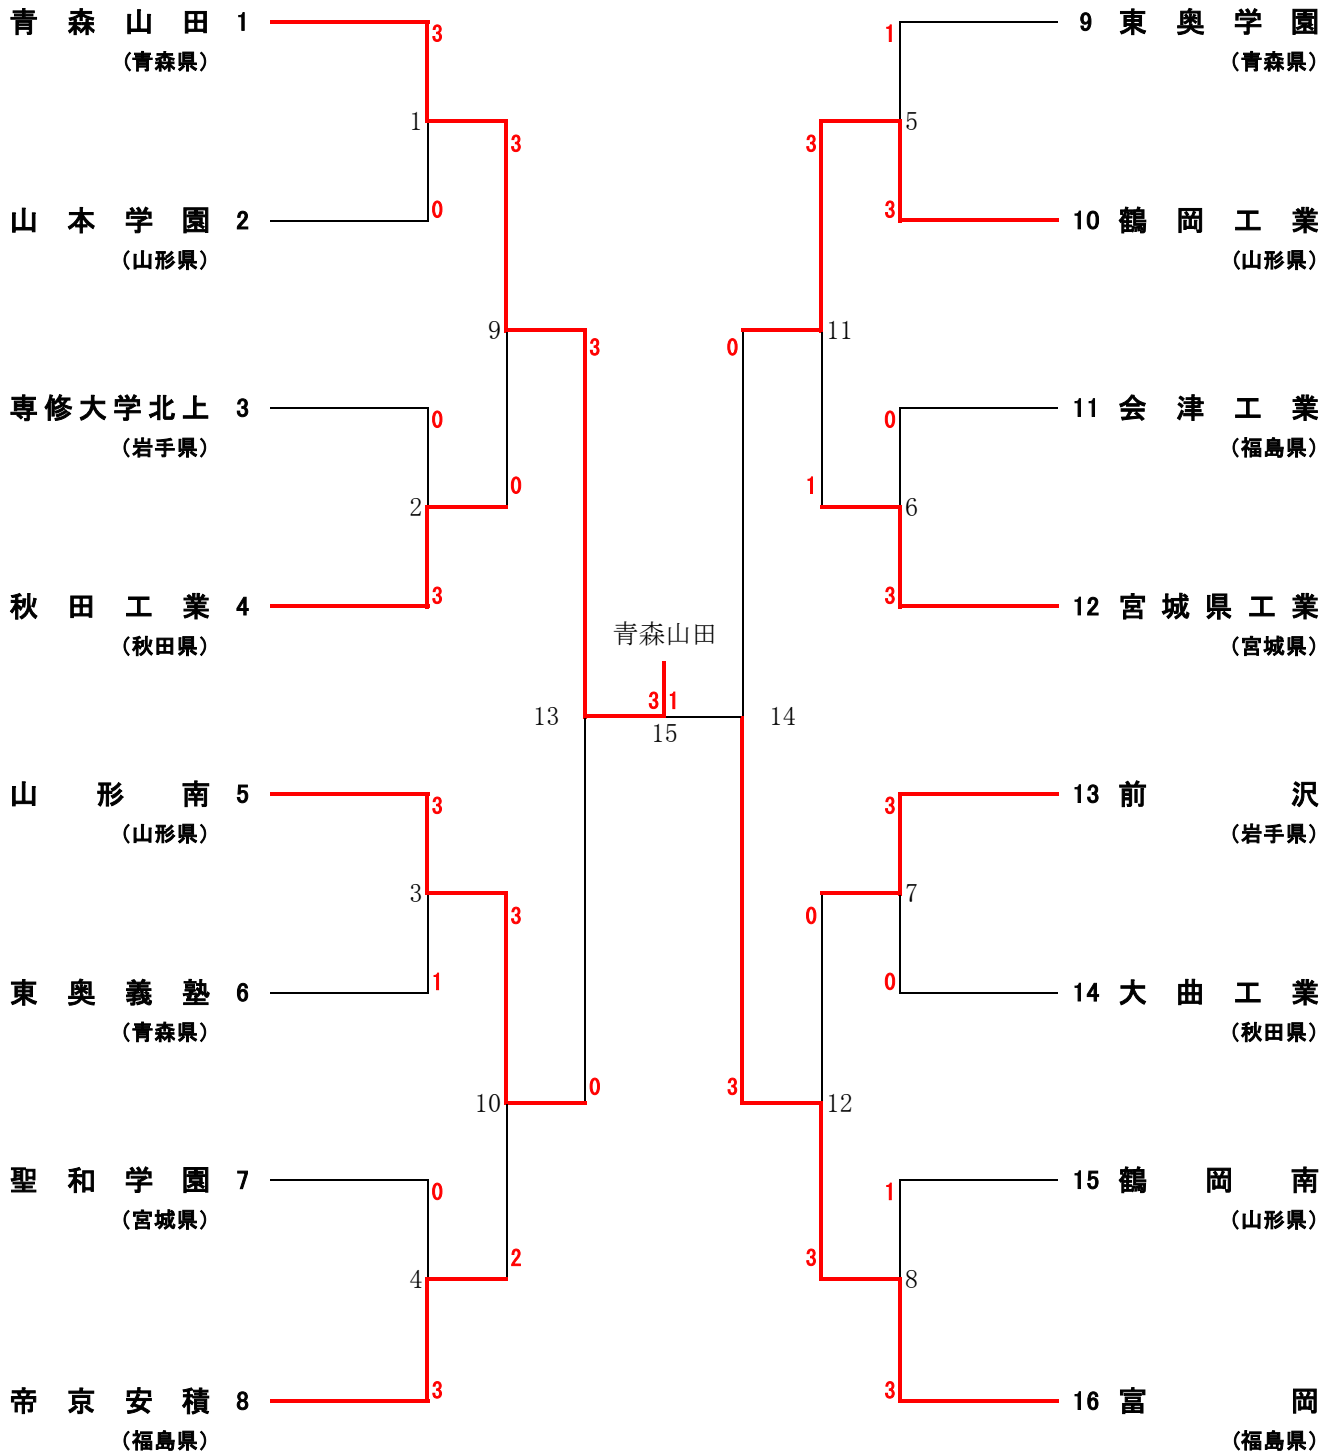 青森山田 1
(青森県)
3
1
3
0
山本学園 2
(山形県)
9
3
専修大学北上 3
(岩手県)
0
2
0
3
秋田工業 4
(秋田県)
青森山田
13
3 1
15
14
山形南 5
(山形県)
3
3
3
1
東奥義塾 6
(青森県)
10
0
聖和学園 7
(宮城県)
0
4
2
3
帝京安積 8
(福島県)
1
9 東奥学園
(青森県)
3
5
3
10 鶴岡工業
(山形県)
0
11
0
11 会津工業
(福島県)
1
6
3
12 宮城県工業
(宮城県)
3
13 前沢
(岩手県)
0
7
0
14 大曲工業
(秋田県)
3
12
1
15 鶴岡南
(山形県)
3
8
3
16 富岡
(福島県)